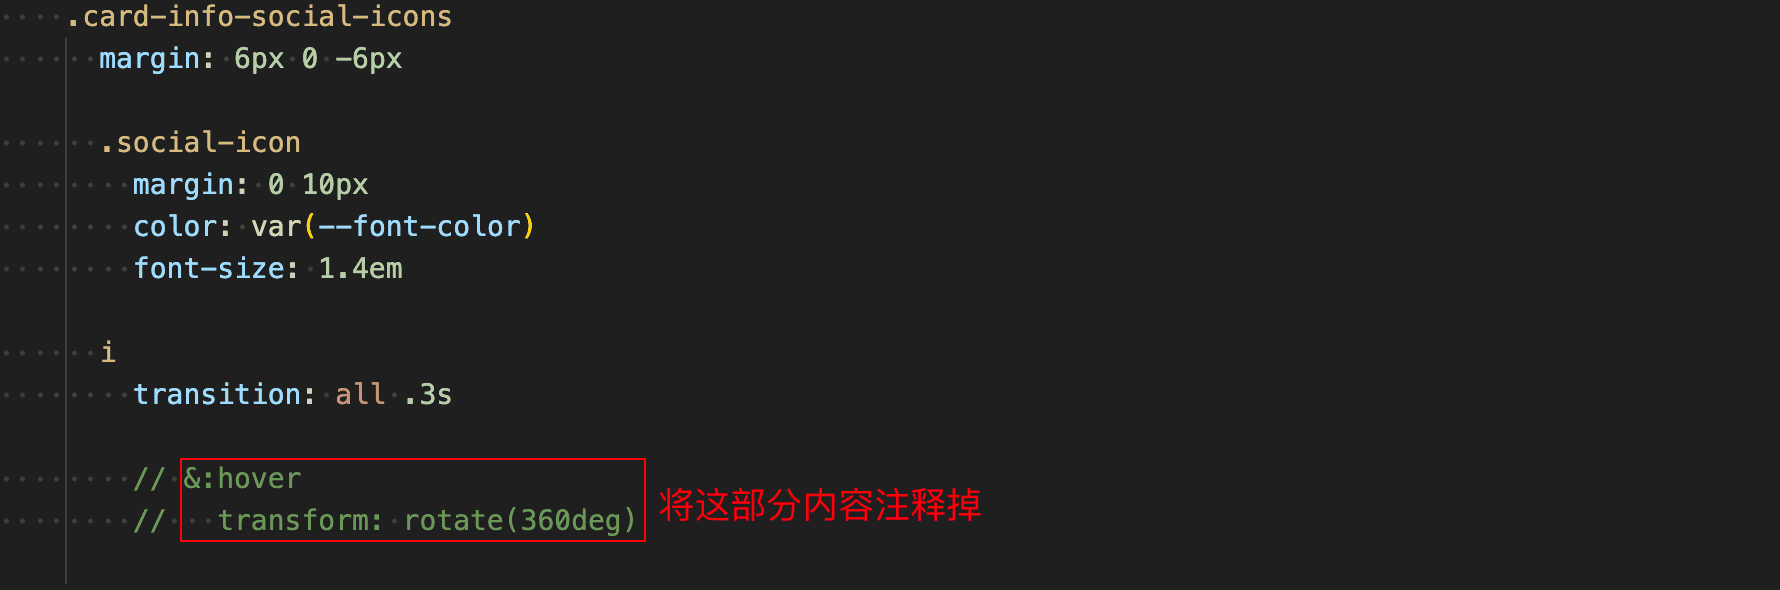 .card-info-social-icons
margin: 6px 0 -6px
.social-icon
margin: 0 10px
color: var(--font-color)
font-size: 1.4em
i
transition: all .3s
// &:hover
// transform: rotate(360deg)
将这部分内容注释掉